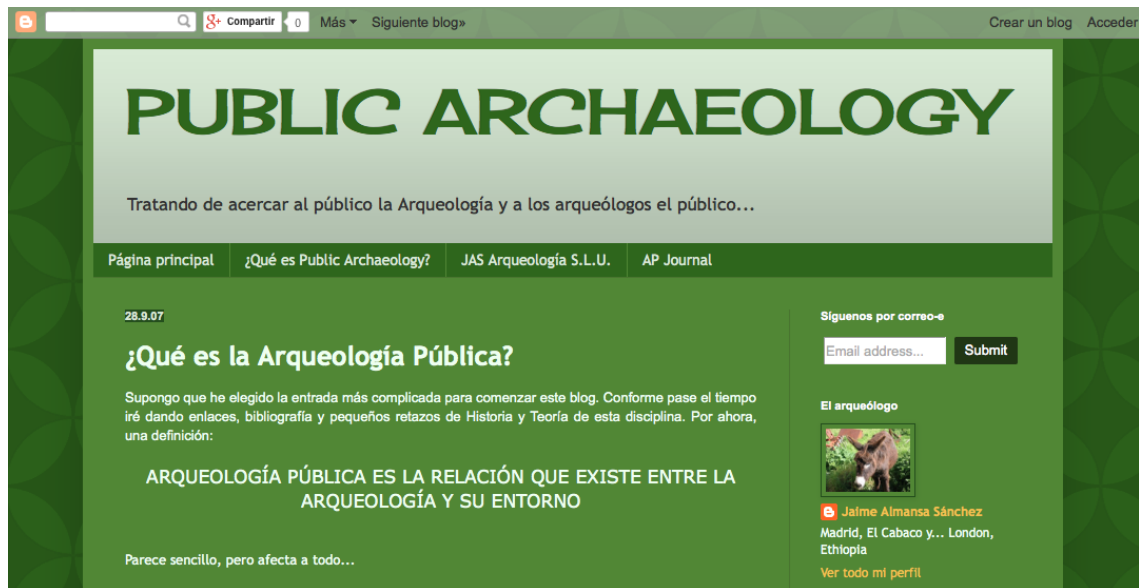 Compartir 0 Más Siguiente blog» Crear un blog Acceder
PUBLIC ARCHAEOLOGY
Tratando de acercar al público la Arqueología y a los arqueólogos el público...
Página principal ¿Qué es Public Archaeology? JAS Arqueología S.L.U. AP Journal
28.9.07
¿Qué es la Arqueología Pública?
Supongo que he elegido la entrada más complicada para comenzar este blog. Conforme pase el tiempo
iré dando enlaces, bibliografía y pequeños retazos de Historia y Teoría de esta disciplina. Por ahora,
una definición:
ARQUEOLOGÍA PÚBLICA ES LA RELACIÓN QUE EXISTE ENTRE LA
ARQUEOLOGÍA Y SU ENTORNO
Parece sencillo, pero afecta a todo...
Siguenos por correo-e
Email address... Submit
El arqueólogo
Jaime Almansa Sánchez
Madrid, El Cabaco y... London,
Ethiopia
Ver todo mi perfil